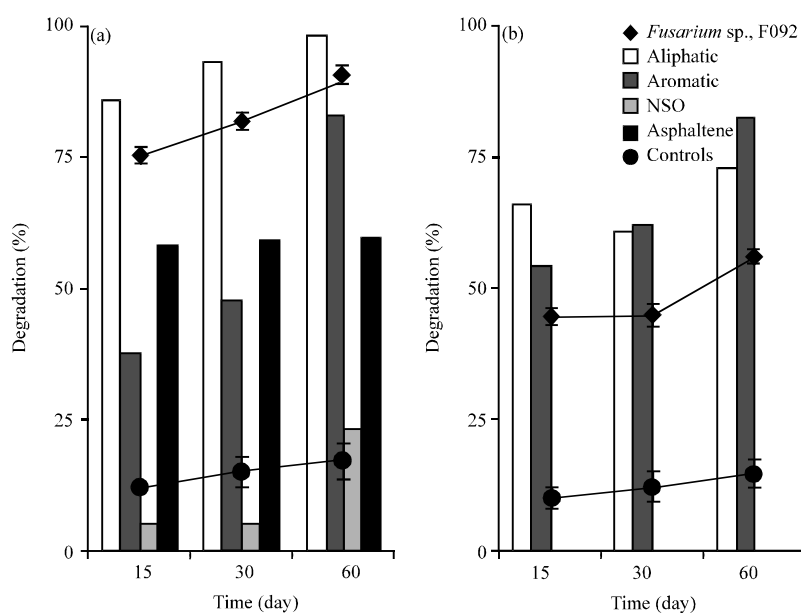 (a)
100
75
50
25
0
Degradation (%)
15 30 60
Time (day)
(b)
100
75
50
25
0
Degradation (%)
15 30 60
Time (day)
Fusarium sp., F092
Aliphatic
Aromatic
NSO
Asphaltene
Controls